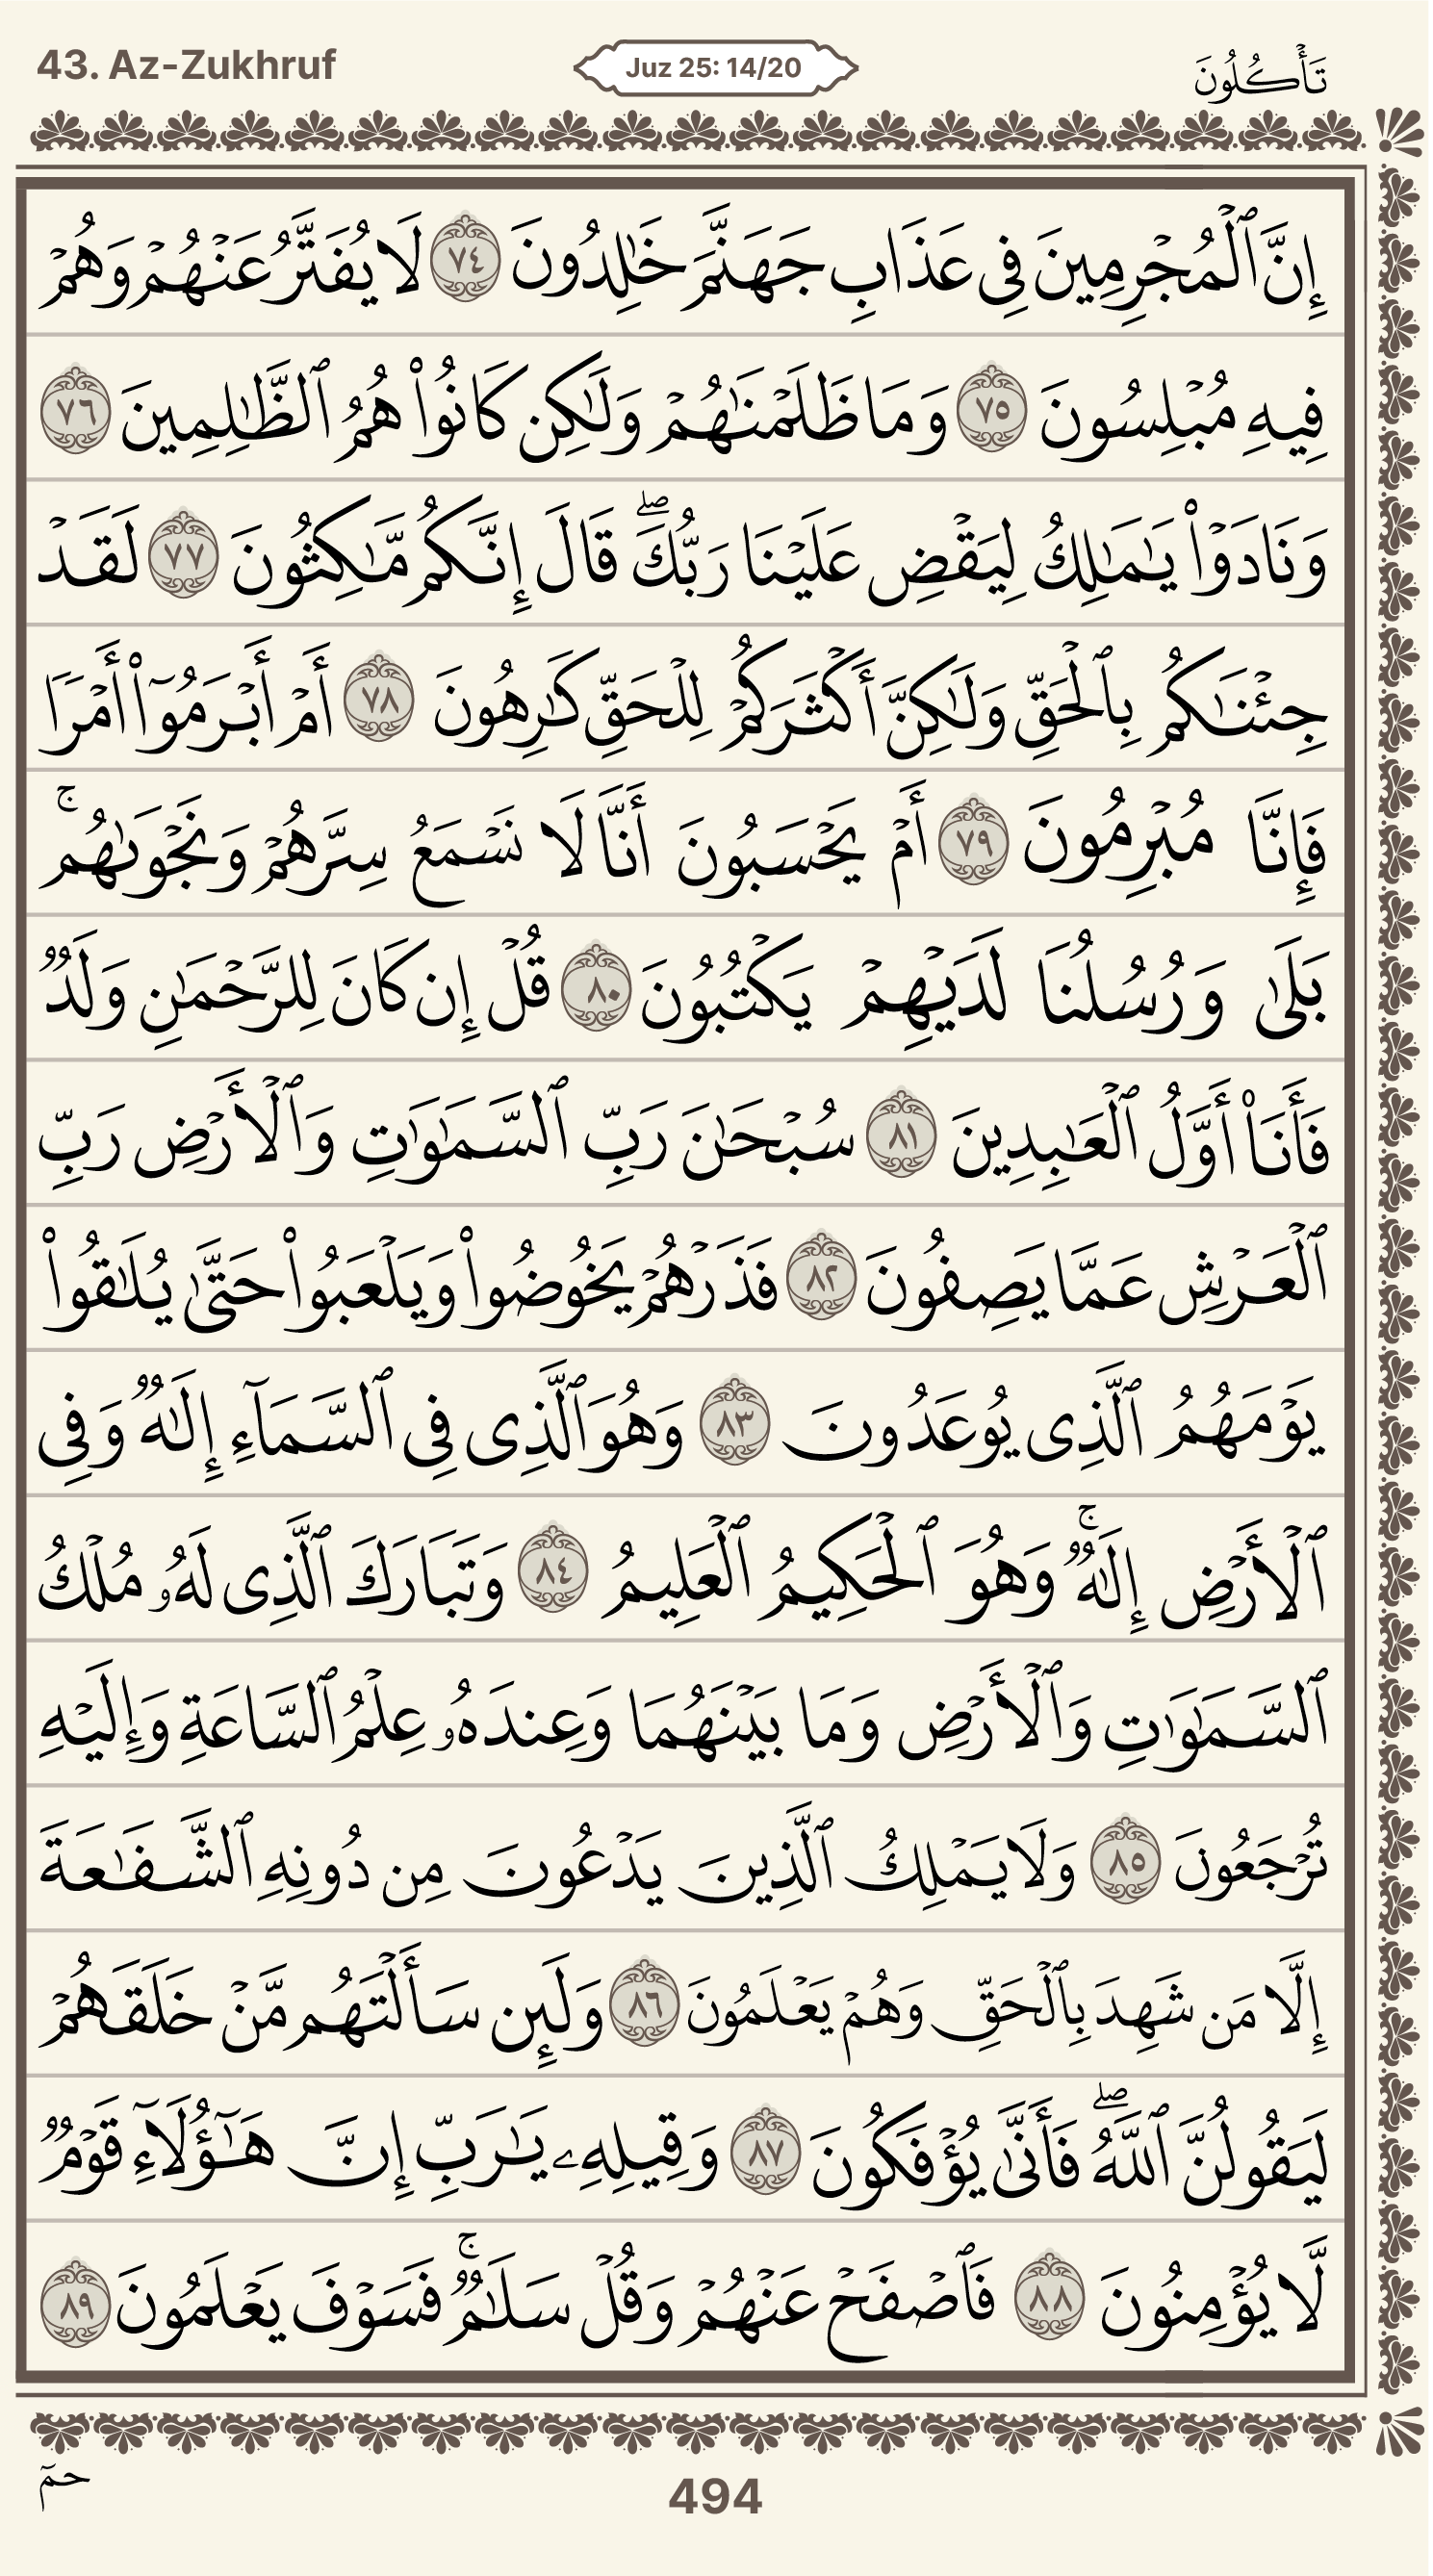 43. Az-Zukhruf
Juz 25: 14/20
تَأْكُلُونَ
إِنَّ ٱلْمُجْرِمِينَ فِى عَذَابِ جَهَنَّمَ خَٰلِدُونَ ٧٤ لَا يُفَتَّرُ عَنْهُمْ وَهُمْ
فِيهِ مُبْلِسُونَ ٧٥ وَمَا ظَلَمْنَٰهُمْ وَلَٰكِن كَانُوا۟ هُمُ ٱلظَّٰلِمِينَ ٧٦
وَنَادَوْا۟ يَٰمَٰلِكُ لِيَقْضِ عَلَيْنَا رَبُّكَ ۖ قَالَ إِنَّكُم مَّٰكِثُونَ ٧٧ لَقَدْ
جِئْنَٰكُم بِٱلْحَقِّ وَلَٰكِنَّ أَكْثَرَكُمْ لِلْحَقِّ كَٰرِهُونَ ٧٨ أَمْ أَبْرَمُوٓا۟ أَمْرًا
فَإِنَّا مُبْرِمُونَ ٧٩ أَمْ يَحْسَبُونَ أَنَّا لَا نَسْمَعُ سِرَّهُمْ وَنَجْوَىٰهُم ۚ
بَلَىٰ وَرُسُلُنَا لَدَيْهِمْ يَكْتُبُونَ ٨٠ قُلْ إِن كَانَ لِلرَّحْمَٰنِ وَلَدٌ
فَأَنَا۠ أَوَّلُ ٱلْعَٰبِدِينَ ٨١ سُبْحَٰنَ رَبِّ ٱلسَّمَٰوَٰتِ وَٱلْأَرْضِ رَبِّ
ٱلْعَرْشِ عَمَّا يَصِفُونَ ٨٢ فَذَرْهُمْ يَخُوضُوا۟ وَيَلْعَبُوا۟ حَتَّىٰ يُلَٰقُوا۟
يَوْمَهُمُ ٱلَّذِى يُوعَدُونَ ٨٣ وَهُوَ ٱلَّذِى فِى ٱلسَّمَآءِ إِلَٰهٌ وَفِى
ٱلْأَرْضِ إِلَٰهٌ ۚ وَهُوَ ٱلْحَكِيمُ ٱلْعَلِيمُ ٨٤ وَتَبَارَكَ ٱلَّذِى لَهُۥ مُلْكُ
ٱلسَّمَٰوَٰتِ وَٱلْأَرْضِ وَمَا بَيْنَهُمَا وَعِندَهُۥ عِلْمُ ٱلسَّاعَةِ وَإِلَيْهِ
تُرْجَعُونَ ٨٥ وَلَا يَمْلِكُ ٱلَّذِينَ يَدْعُونَ مِن دُونِهِ ٱلشَّفَٰعَةَ
إِلَّا مَن شَهِدَ بِٱلْحَقِّ وَهُمْ يَعْلَمُونَ ٨٦ وَلَئِن سَأَلْتَهُم مَّنْ خَلَقَهُمْ
لَيَقُولُنَّ ٱللَّهُ ۖ فَأَنَّىٰ يُؤْفَكُونَ ٨٧ وَقِيلِهِۦ يَٰرَبِّ إِنَّ هَٰٓؤُلَآءِ قَوْمٌ
لَّا يُؤْمِنُونَ ٨٨ فَٱصْفَحْ عَنْهُمْ وَقُلْ سَلَٰمٌ ۚ فَسَوْفَ يَعْلَمُونَ ٨٩
حمٓ
494